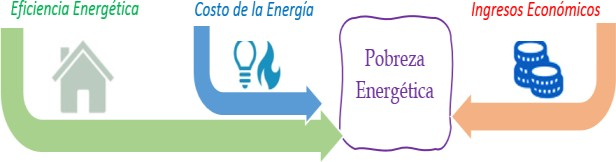 Eficiencia Energética
Costo de la Energía
Ingresos Económicos
Pobreza
Energética